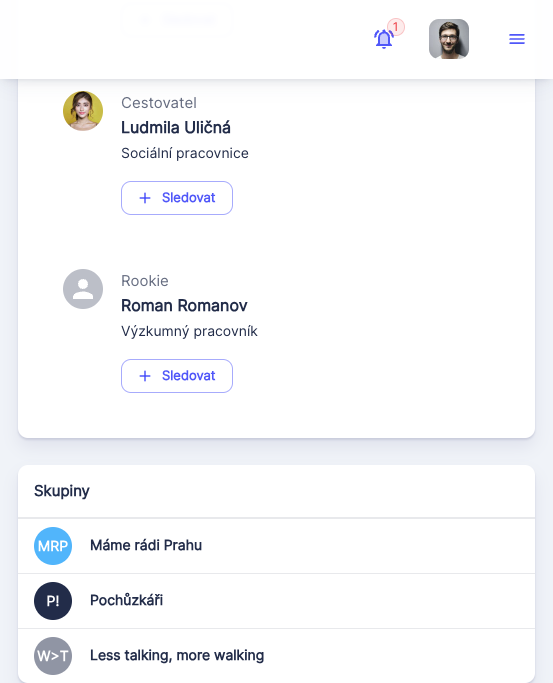 1
Cestovatel
Ludmila Uličná
Sociální pracovnice
+ Sledovat
Rookie
Roman Romanov
Výzkumný pracovník
+ Sledovat
Skupiny
MRP Máme rádi Prahu
P! Pochůzkáři
W>T Less talking, more walking